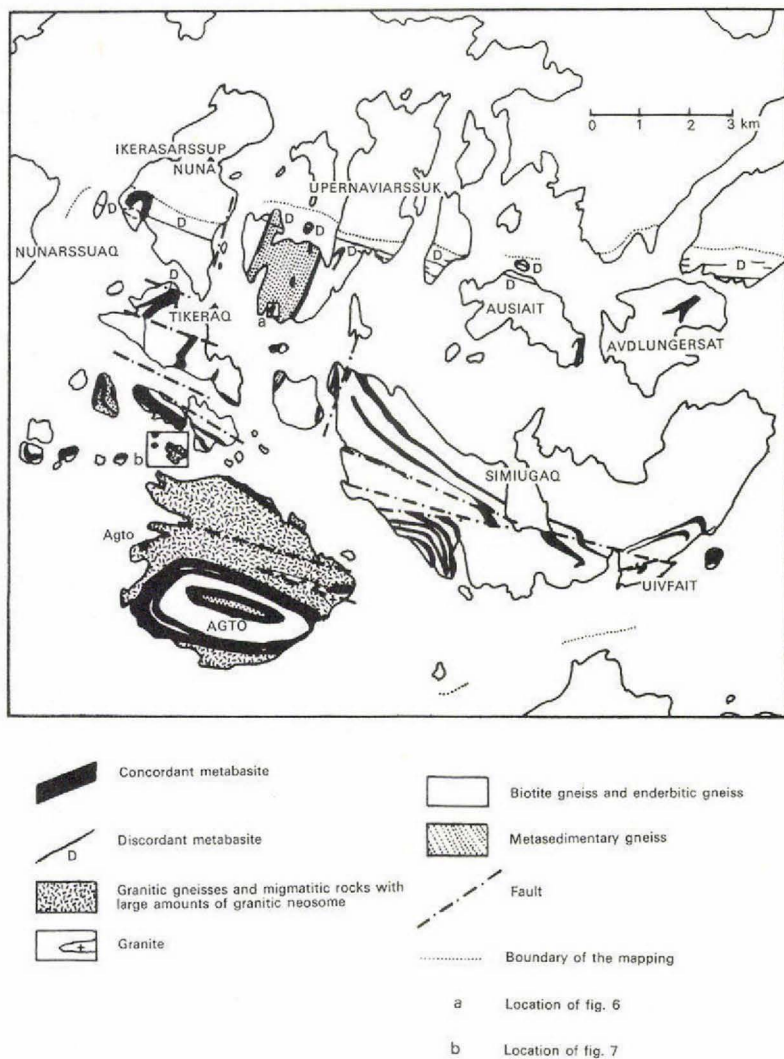 IKERASARSSUP
NUNÂ
UPERNAVIARSSUK
0 1 2 3 km
D
D
D
D
D
NUNARSSUAQ
D
D
D
D
D
D
TIKERÂQ
a
AUSIAIT
AVDLUNGERSAT
b
SIMIUGAQ
Agto
AGTO
UIVFAIT
Concordant metabasite
D
Discordant metabasite
Granitic gneisses and migmatitic rocks with
large amounts of granitic neosome
Granite
Biotite gneiss and enderbitic gneiss
Metasedimentary gneiss
Fault
Boundary of the mapping
a Location of fig. 6
b Location of fig. 7